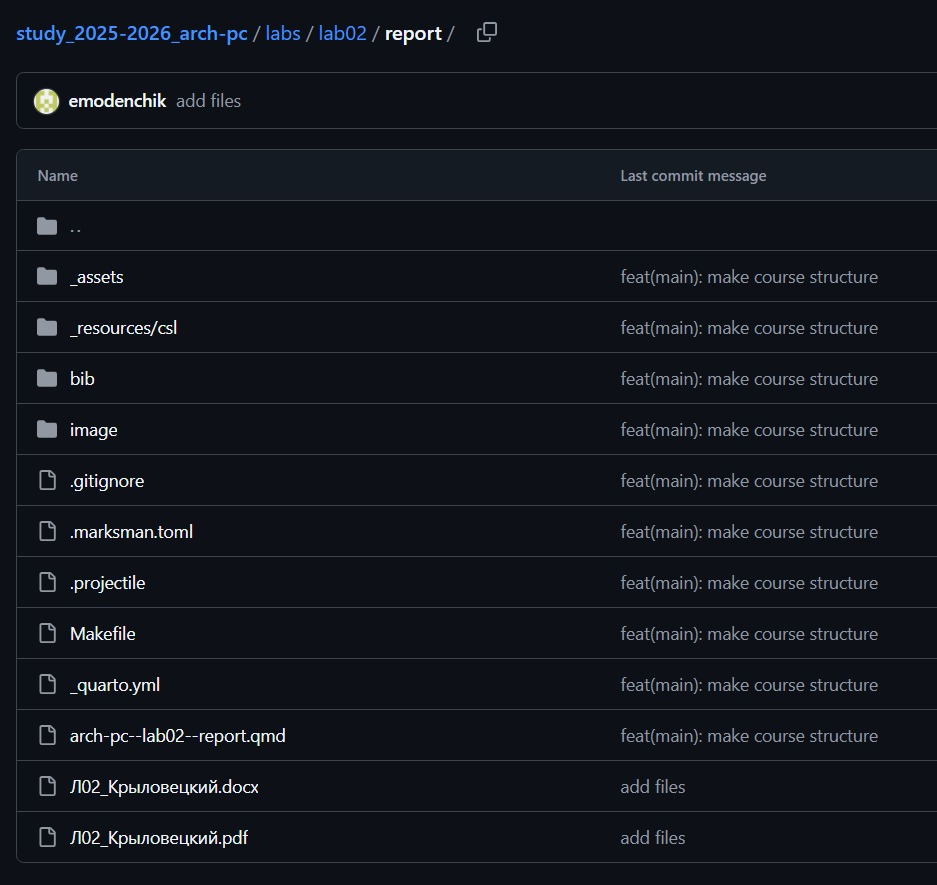 study_2025-2026_arch-pc / labs / lab02 / report /
emodenchik add files
Name Last commit message
..
_assets feat(main): make course structure
_resources/csl feat(main): make course structure
bib feat(main): make course structure
image feat(main): make course structure
.gitignore feat(main): make course structure
.marksman.toml feat(main): make course structure
.projectile feat(main): make course structure
Makefile feat(main): make course structure
_quarto.yml feat(main): make course structure
arch-pc--lab02--report.qmd feat(main): make course structure
Л02_Крыловецкий.docx add files
Л02_Крыловецкий.pdf add files